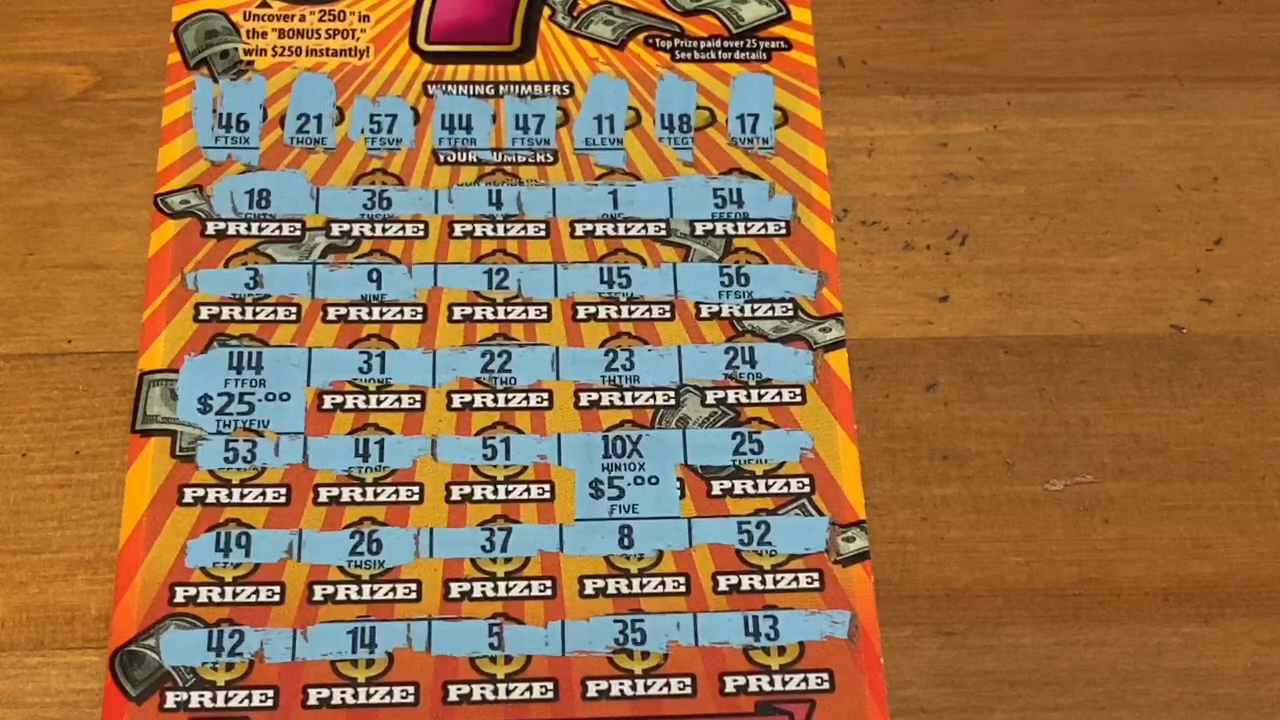 Uncover a "250" in
the "BONUS SPOT,"
win $250 instantly!
* Top Prize paid over 25 years.
See back for details
WINNING NUMBERS
46 21 57 44 47 11 48 17
FTSIX THONE FFSVN FTFOR FTSVN ELEVN FTEGT SVNTN
YOUR NUMBERS
18 36 4 1 54
PRIZE PRIZE PRIZE PRIZE PRIZE
3 9 12 45 56
NINE FFSIX
PRIZE PRIZE PRIZE PRIZE PRIZE
44 31 22 23 24
FTFOR THTHR
$25.00 PRIZE PRIZE PRIZE PRIZE
THTYFIV
53 41 51 10X 25
WIN10X
PRIZE PRIZE PRIZE $5.00 PRIZE
FIVE
49 26 37 8 52
THSIX
PRIZE PRIZE PRIZE PRIZE PRIZE
42 14 5 35 43
PRIZE PRIZE PRIZE PRIZE PRIZE